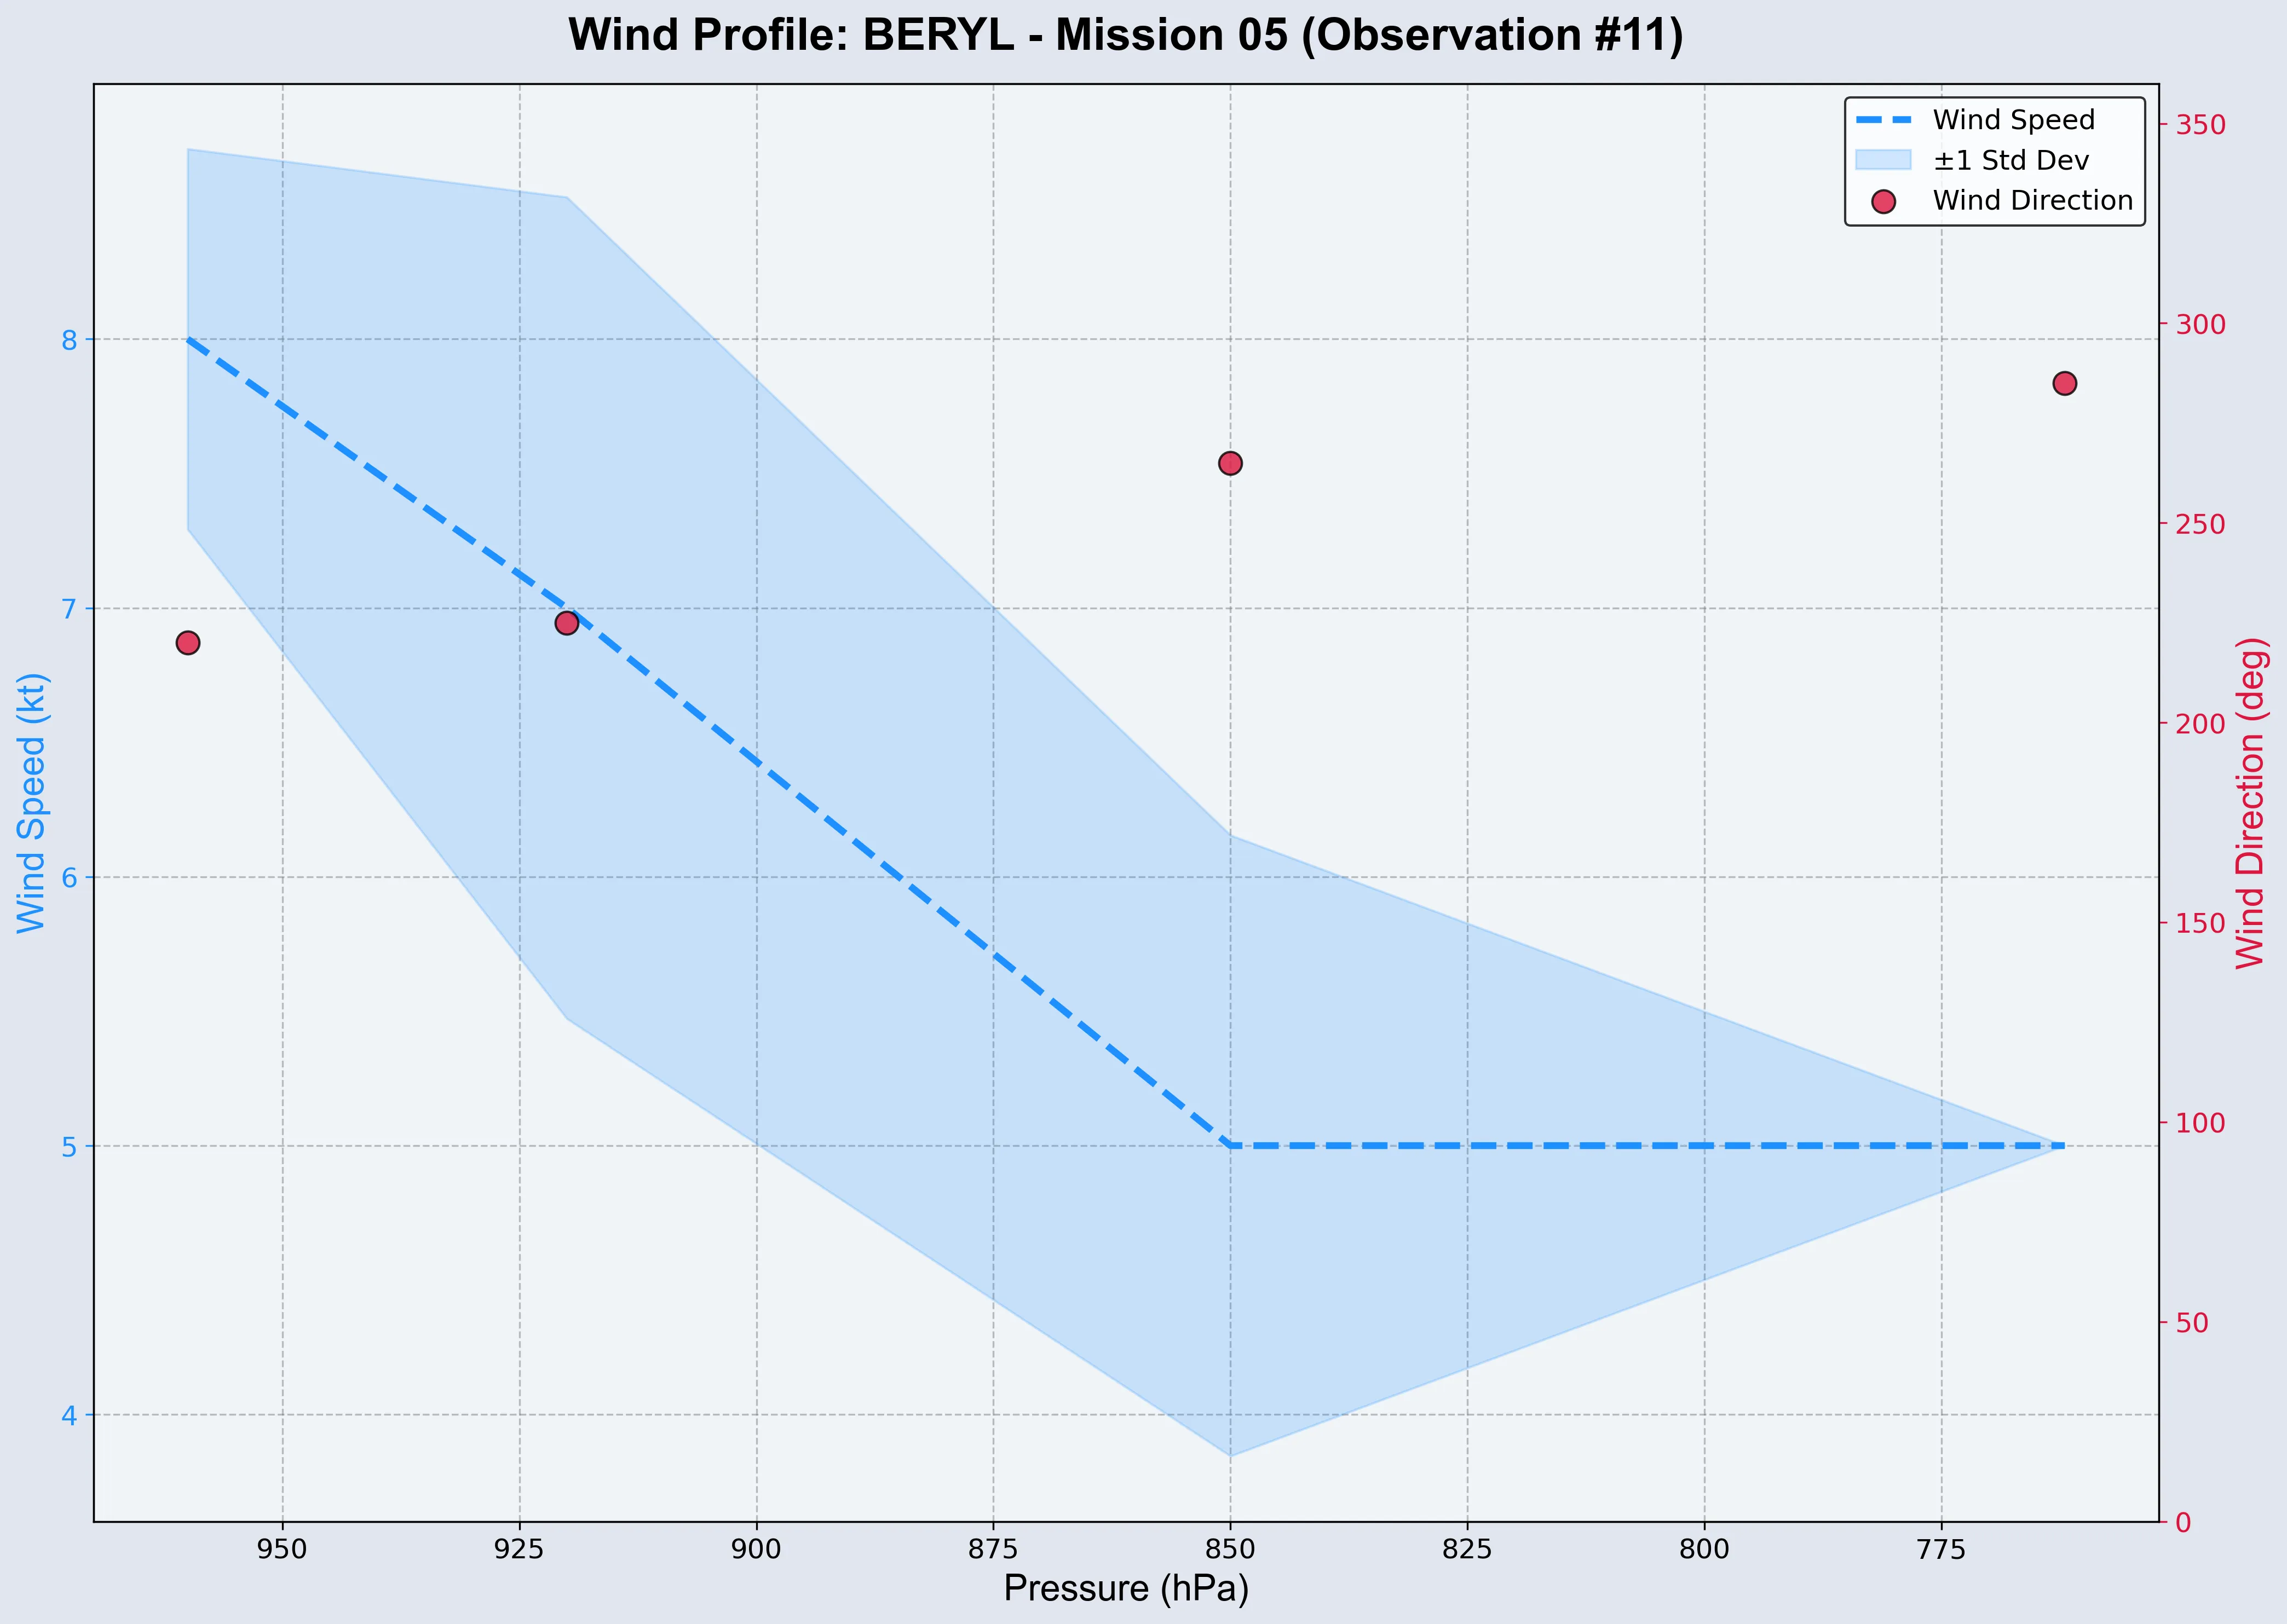 Wind Profile: BERYL - Mission 05 (Observation #11)
Wind Speed
±1 Std Dev
Wind Direction
Wind Speed (kt)
8
7
6
5
4
350
300
250
200
150
100
50
0
Wind Direction (deg)
950 925 900 875 850 825 800 775
Pressure (hPa)